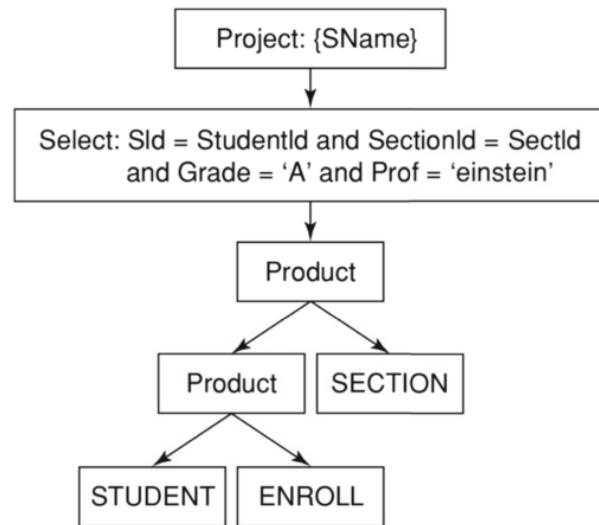 Project: {SName}
Select: SId = StudentId and SectionId = SectId
and Grade = ‘A’ and Prof = ‘einstein’
Product
Product
SECTION
STUDENT
ENROLL